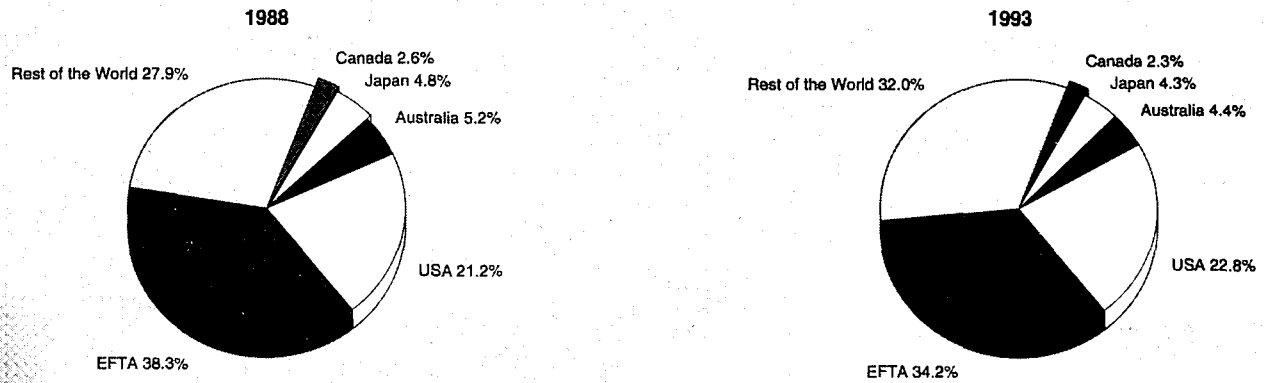 1988
Canada 2.6%
Rest of the World 27.9%
Japan 4.8%
Australia 5.2%
USA 21.2%
EFTA 38.3%
1993
Canada 2.3%
Rest of the World 32.0%
Japan 4.3%
Australia 4.4%
USA 22.8%
EFTA 34.2%